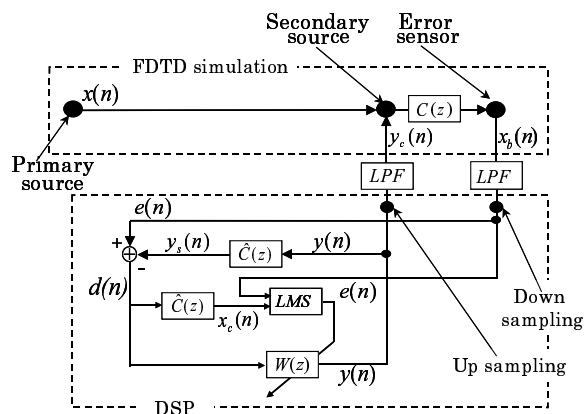 Secondary
source
Error
sensor
FDTD simulation
x(n)
C(z)
y_c(n)
x_b(n)
Primary
source
LPF
LPF
e(n)
+
y_s(n)
Ĉ(z)
y(n)
-
d(n)
e(n)
Ĉ(z)
LMS
x_c(n)
Down
sampling
W(z)
y(n)
Up sampling
DSP